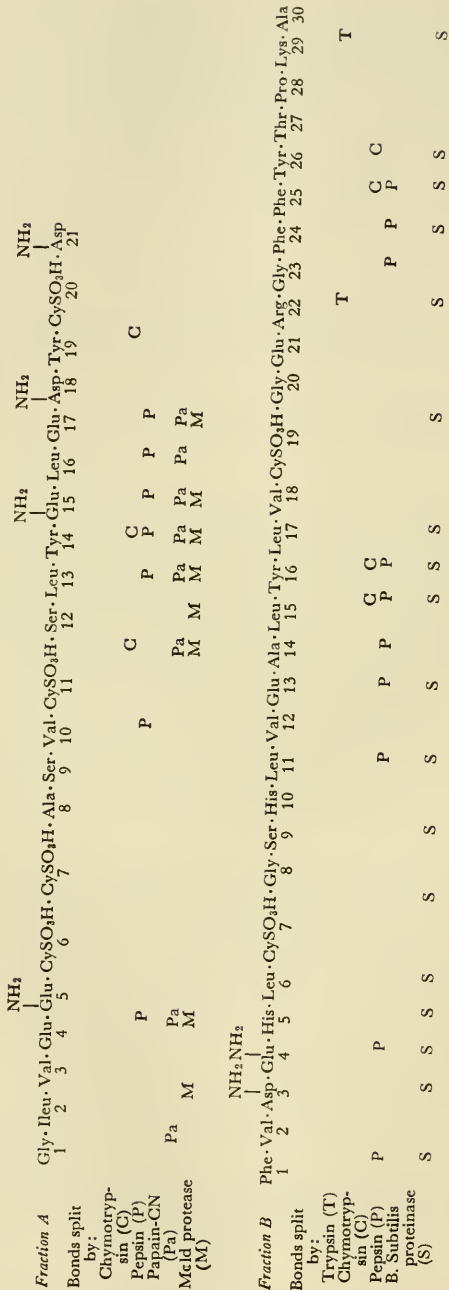 NH₂ NH₂ NH₂ NH₂
Fraction A Gly·Ileu·Val·Glu·Glu·CySO₃H·CySO₃H·Ala·Ser·Val·CySO₃H·Ser·Leu·Tyr·Glu·Leu·Glu·Asp·Tyr·CySO₃H·Asp
1 2 3 4 5 6 7 8 9 10 11 12 13 14 15 16 17 18 19 20 21
Bonds split
by:
Chymotryp-
sin (C) C C C
Pepsin (P) P P P P P P P
Papain-CN
(Pa) Pa Pa Pa Pa Pa Pa Pa Pa
Mold protease
(M) M M M M M M M M
NH₂ NH₂
Fraction B Phe·Val·Asp·Glu·His·Leu·CySO₃H·Gly·Ser·His·Leu·Val·Glu·Ala·Leu·Tyr·Leu·Val·CySO₃H·Gly·Glu·Arg·Gly·Phe·Phe·Tyr·Thr·Pro·Lys·Ala
1 2 3 4 5 6 7 8 9 10 11 12 13 14 15 16 17 18 19 20 21 22 23 24 25 26 27 28 29 30
Bonds split
by:
Trypsin (T) T T
Chymotryp-
sin (C) C C C C
Pepsin (P) P P P P P P P P P P
B. Subtilis
proteinase
(S) S S S S S S S S S S S S S S S S S S S